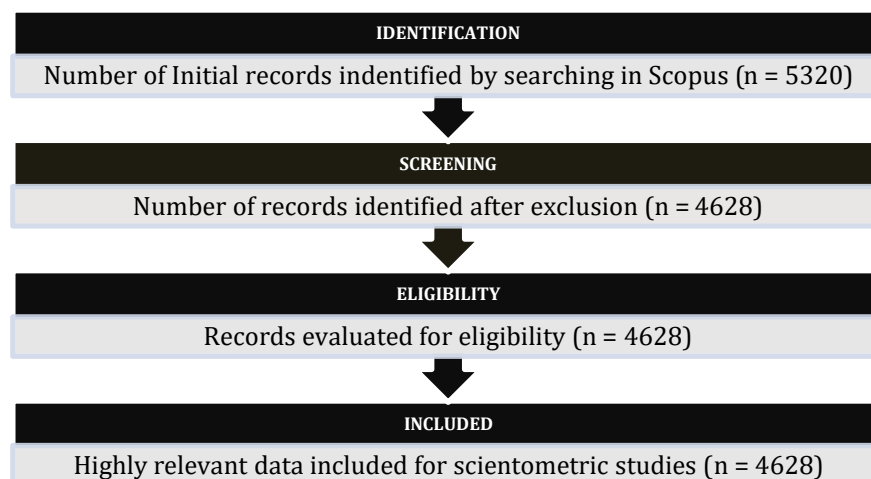 IDENTIFICATION
Number of Initial records indentified by searching in Scopus (n = 5320)
SCREENING
Number of records identified after exclusion (n = 4628)
ELIGIBILITY
Records evaluated for eligibility (n = 4628)
INCLUDED
Highly relevant data included for scientometric studies (n = 4628)